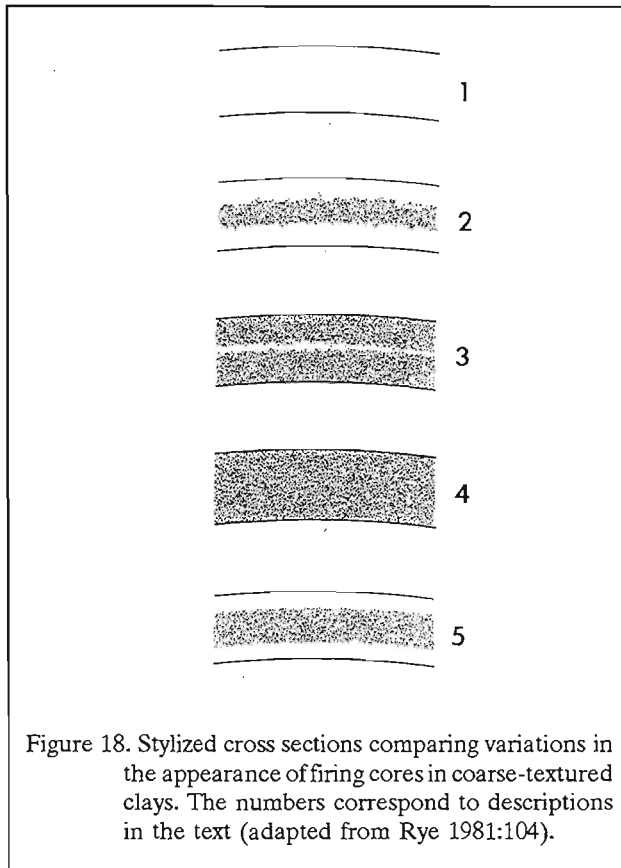 1
2
3
4
5
Figure 18. Stylized cross sections comparing variations in
the appearance of firing cores in coarse-textured
clays. The numbers correspond to descriptions
in the text (adapted from Rye 1981:104).